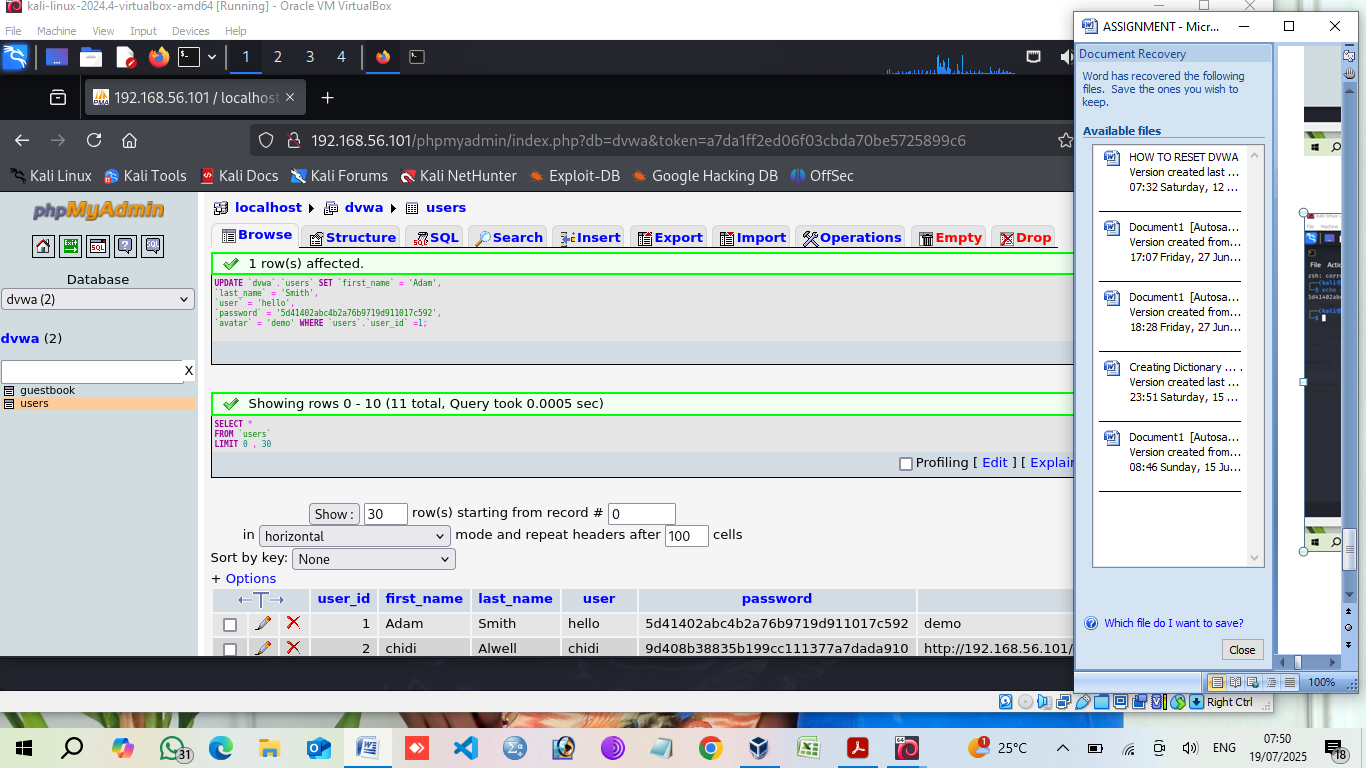 kali-linux-2024.4-virtualbox-amd64 [Running] - Oracle VM VirtualBox
File Machine View Input Devices Help
1 2 3 4
192.168.56.101 / localhost
192.168.56.101/phpmyadmin/index.php?db=dvwa&token=a7da1ff2ed06f03cbda70be5725899c6
Kali Linux Kali Tools Kali Docs Kali Forums Kali NetHunter Exploit-DB Google Hacking DB OffSec
phpMyAdmin
Database
dvwa (2)
dvwa (2)
X
guestbook
users
localhost dvwa users
Browse Structure SQL Search Insert Export Import Operations Empty Drop
1 row(s) affected.
UPDATE `dvwa`.`users` SET `first_name` = 'Adam',
`last_name` = 'Smith',
`user` = 'hello',
`password` = '5d41402abc4b2a76b9719d911017c592',
`avatar` = 'demo' WHERE `users`.`user_id` =1;
Showing rows 0 - 10 (11 total, Query took 0.0005 sec)
SELECT *
FROM `users`
LIMIT 0 , 30
Profiling [ Edit ] [ Explain
Show : 30 row(s) starting from record # 0
in horizontal mode and repeat headers after 100 cells
Sort by key: None
+ Options
user_id first_name last_name user password
1 Adam Smith hello 5d41402abc4b2a76b9719d911017c592 demo
2 chidi Alwell chidi 9d408b38835b199cc111377a7dada910 http://192.168.56.101/
ASSIGNMENT - Micr...
Document Recovery
Word has recovered the following
files. Save the ones you wish to
keep.
Available files
HOW TO RESET DVWA
Version created last ...
07:32 Saturday, 12 ...
Document1 [Autosa...
Version created from...
17:07 Friday, 27 Jun...
Document1 [Autosa...
Version created from...
18:28 Friday, 27 Jun...
Creating Dictionary ... .
Version created last ...
23:51 Saturday, 15 ...
Document1 [Autosa...
Version created from...
08:46 Sunday, 15 Ju...
Which file do I want to save?
Close
100%
Right Ctrl
31
1
25°C
ENG
07:50
19/07/2025
18